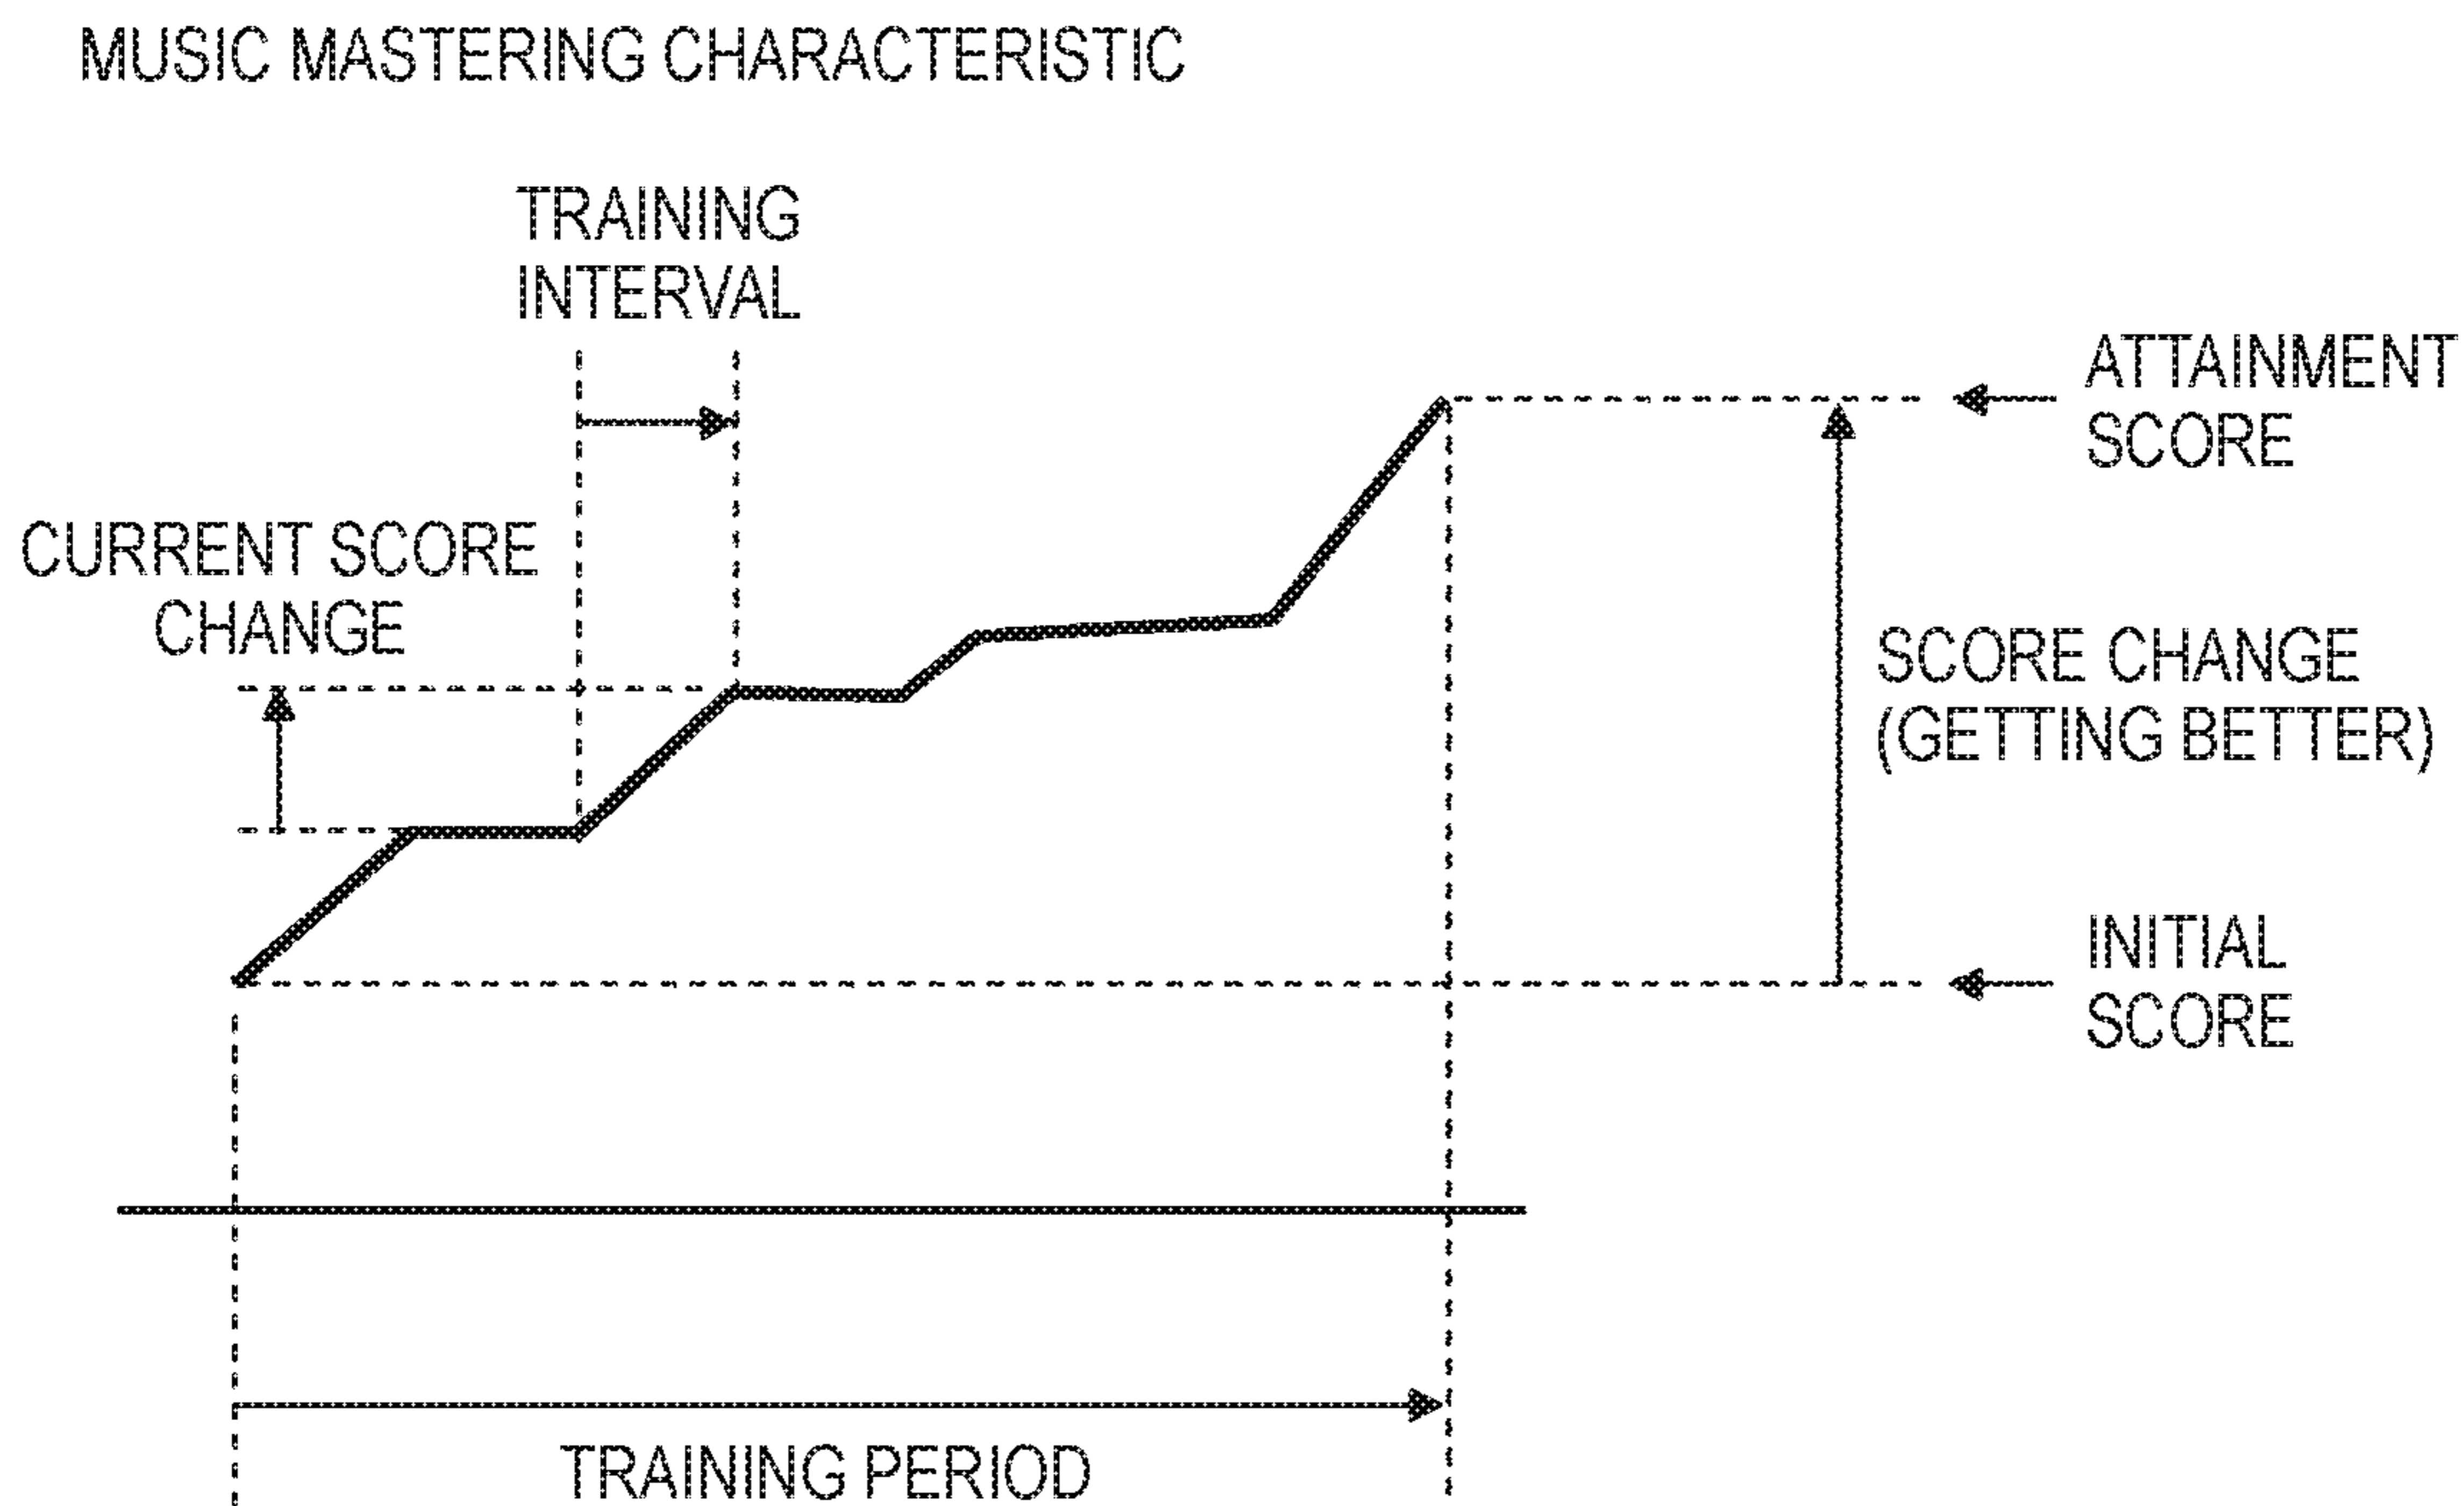 MUSIC MASTERING CHARACTERISTIC
TRAINING
INTERVAL
ATTAINMENT
SCORE
CURRENT SCORE
CHANGE
SCORE CHANGE
(GETTING BETTER)
INITIAL
SCORE
TRAINING PERIOD